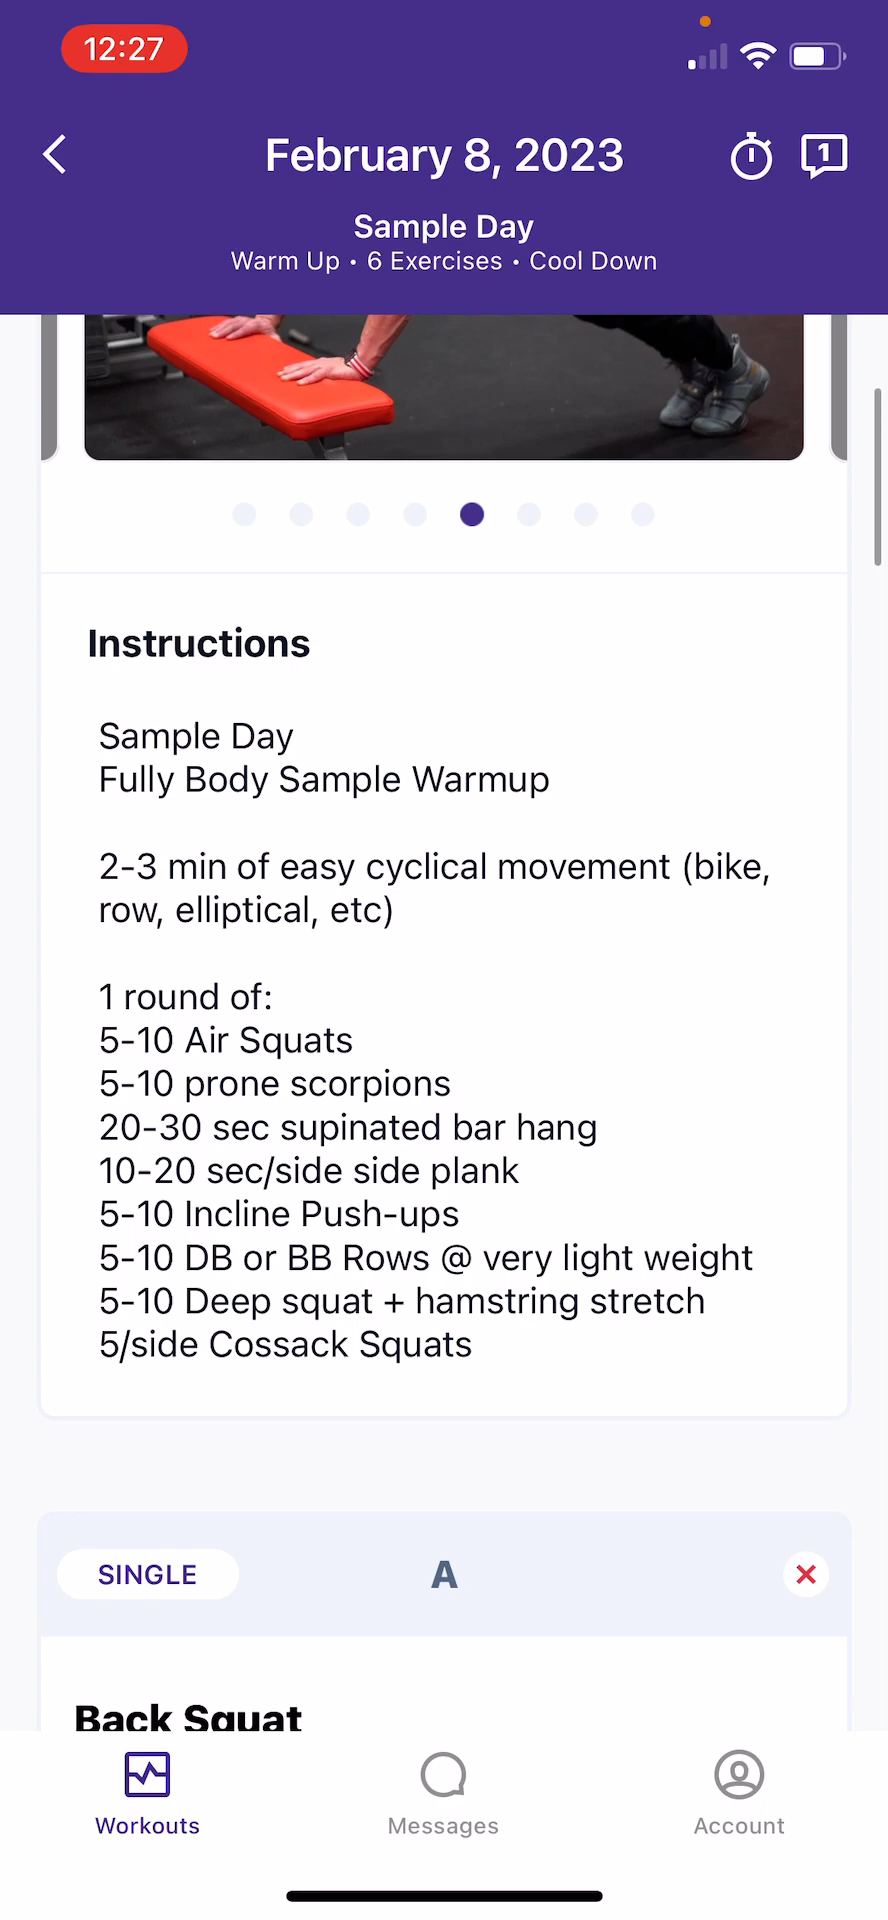 12:27
February 8, 2023
1
Sample Day
Warm Up • 6 Exercises • Cool Down
Instructions
Sample Day
Fully Body Sample Warmup
2-3 min of easy cyclical movement (bike,
row, elliptical, etc)
1 round of:
5-10 Air Squats
5-10 prone scorpions
20-30 sec supinated bar hang
10-20 sec/side side plank
5-10 Incline Push-ups
5-10 DB or BB Rows @ very light weight
5-10 Deep squat + hamstring stretch
5/side Cossack Squats
SINGLE
A
Back Squat
Workouts
Messages
Account